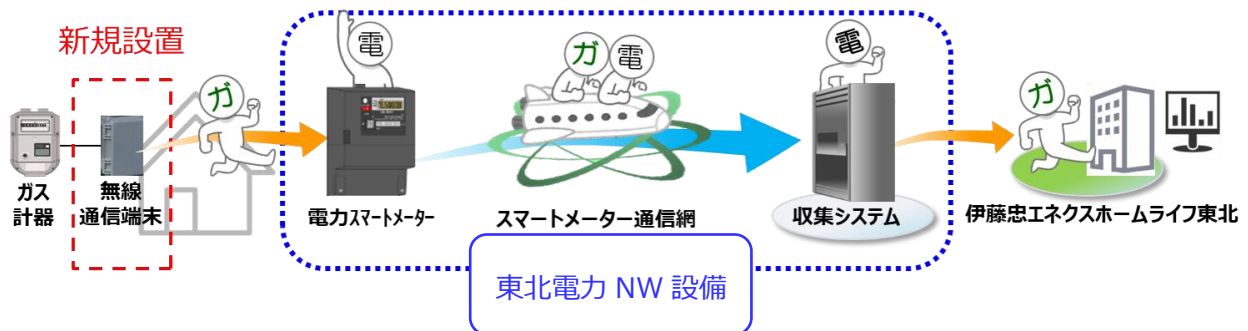 新規設置
ガ
電
ガ
電
電
ガ
ガス
計器
無線
通信端末
電力スマートメーター
スマートメーター通信網
収集システム
伊藤忠エネクスホームライフ東北
東北電力 NW 設備